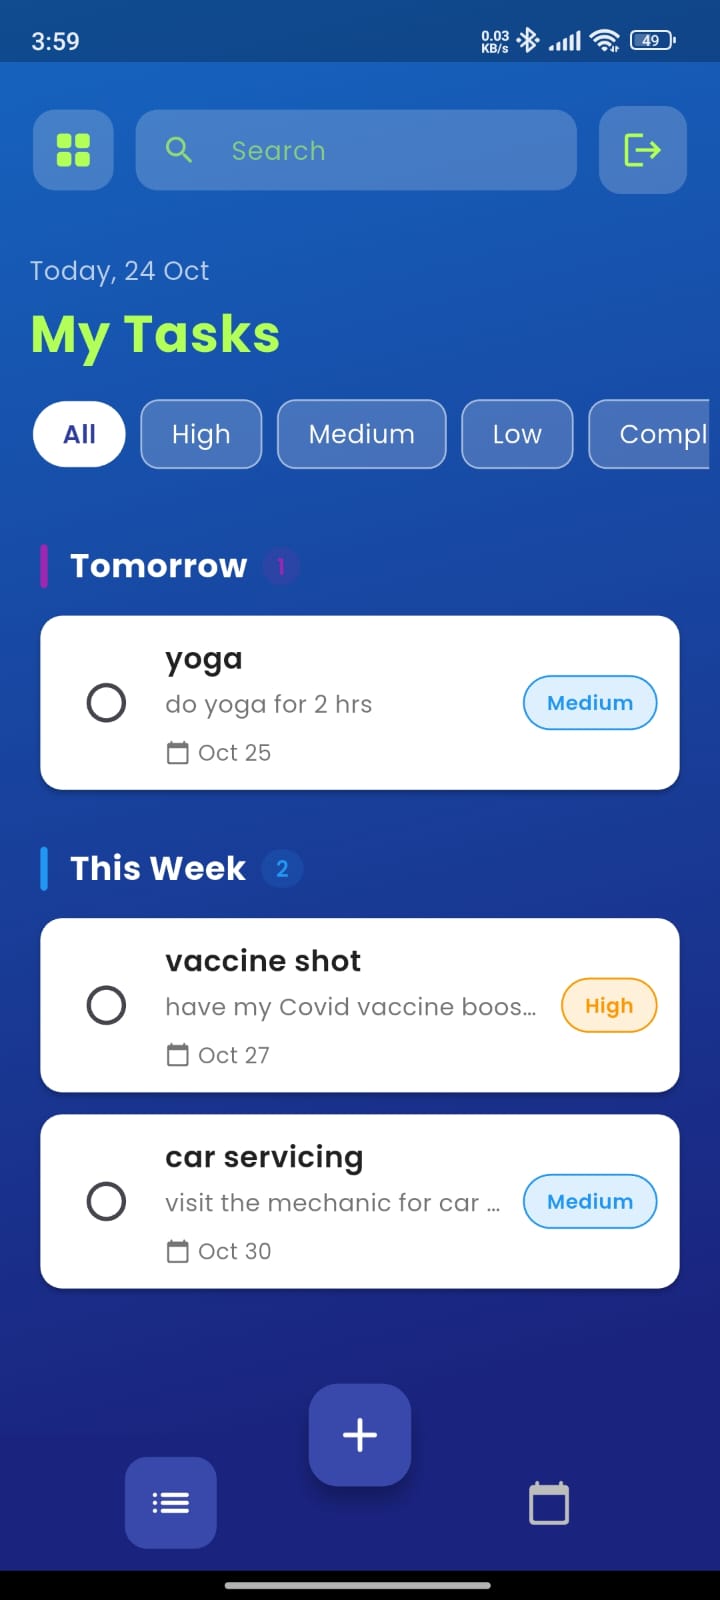 3:59
0.03
KB/s
49
Search
Today, 24 Oct
My Tasks
All High Medium Low Compl
Tomorrow 1
yoga
do yoga for 2 hrs
Medium
Oct 25
This Week 2
vaccine shot
have my Covid vaccine boos...
High
Oct 27
car servicing
visit the mechanic for car ...
Medium
Oct 30